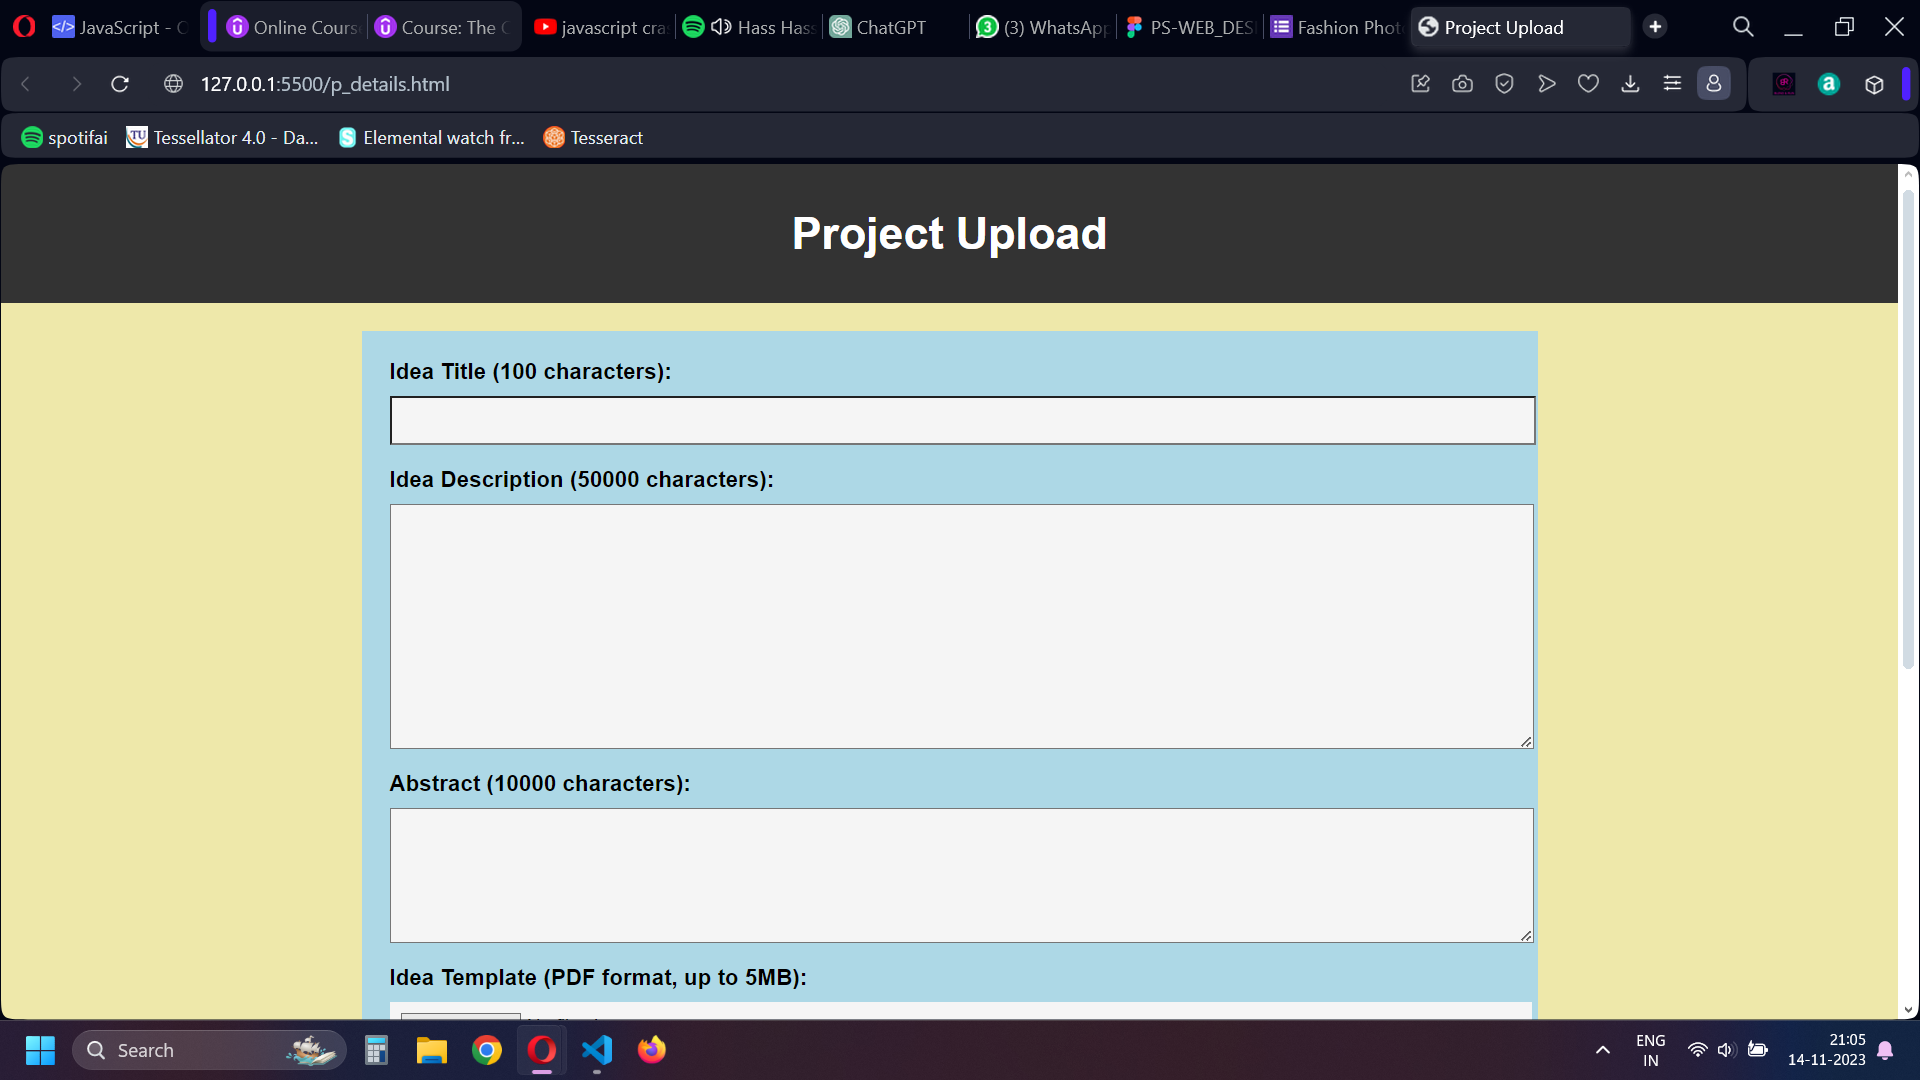 JavaScript - C
Online Cours
Course: The C
javascript cra
Hass Hass
ChatGPT
(3) WhatsApp
PS-WEB_DESI
Fashion Phot
Project Upload
127.0.0.1:5500/p_details.html
spotifai
Tessellator 4.0 - Da...
Elemental watch fr...
Tesseract
Project Upload
Idea Title (100 characters):
Idea Description (50000 characters):
Abstract (10000 characters):
Idea Template (PDF format, up to 5MB):
Search
ENG
IN
21:05
14-11-2023